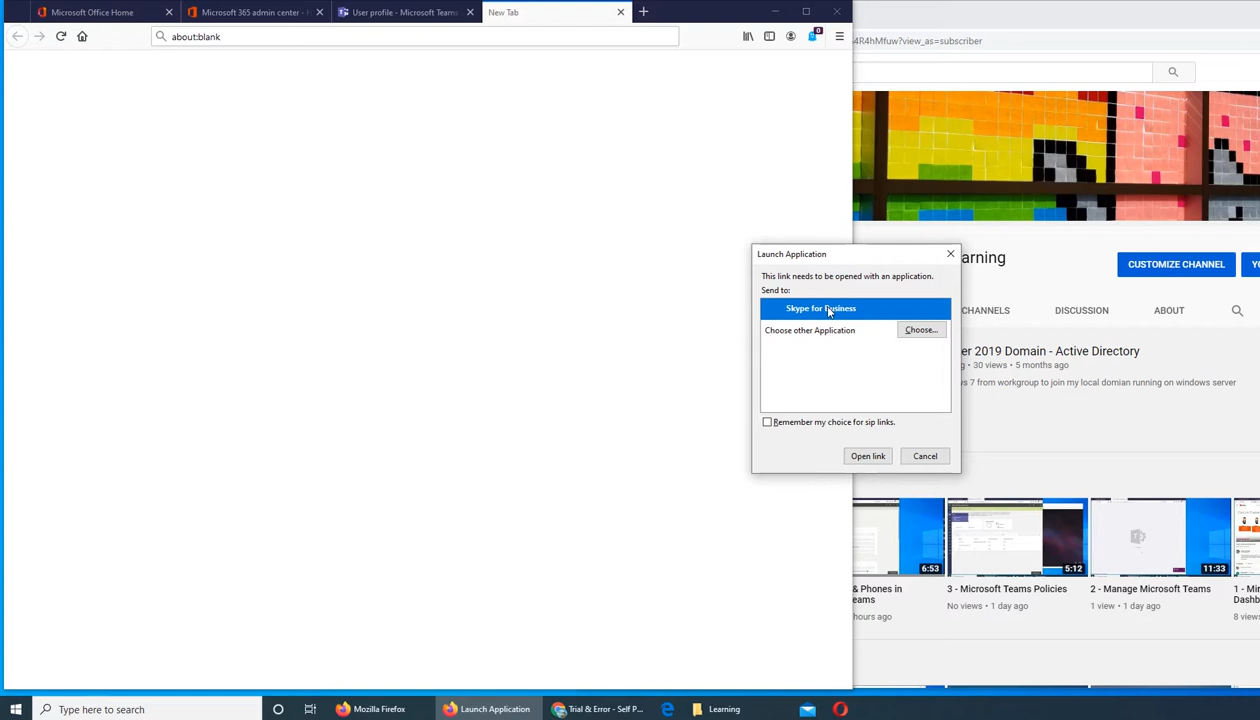 Microsoft Office Home
Microsoft 365 admin center -
User profile - Microsoft Teams
New Tab
about:blank
0
4R4hMfuw?view_as=subscriber
Launch Application
This link needs to be opened with an application.
Send to:
Skype for Business
Choose other Application
Choose...
Remember my choice for sip links.
Open link
Cancel
earning
CUSTOMIZE CHANNEL
CHANNELS
DISCUSSION
ABOUT
er 2019 Domain - Active Directory
30 views • 5 months ago
ws 7 from workgroup to join my local domian running on windows server
6:53
5:12
11:33
& Phones in
eams
hours ago
3 - Microsoft Teams Policies
No views • 1 day ago
2 - Manage Microsoft Teams
1 view • 1 day ago
Dashb
8 views
Type here to search
Mozilla Firefox
Launch Application
Trial & Error - Self P...
Learning